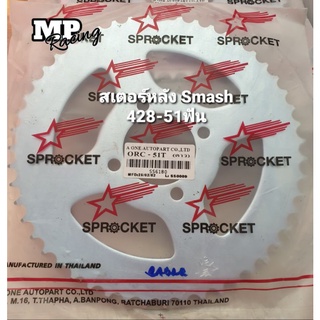 MP
Racing
SPROCKET
SPROCKET
สเตอร์หลัง Smash
428-51ฟัน
A ONE AUTOPART CO.,LTD
ORC - 51T
SPROCKET
SPROCKET
SPROCKET
MANUFACTURED IN THAILAND
A ONE AUTOPART CO.,LTD.
M.16, T.THAPHA, A.BANPONG, RATCHABURI 70110 THAILAND